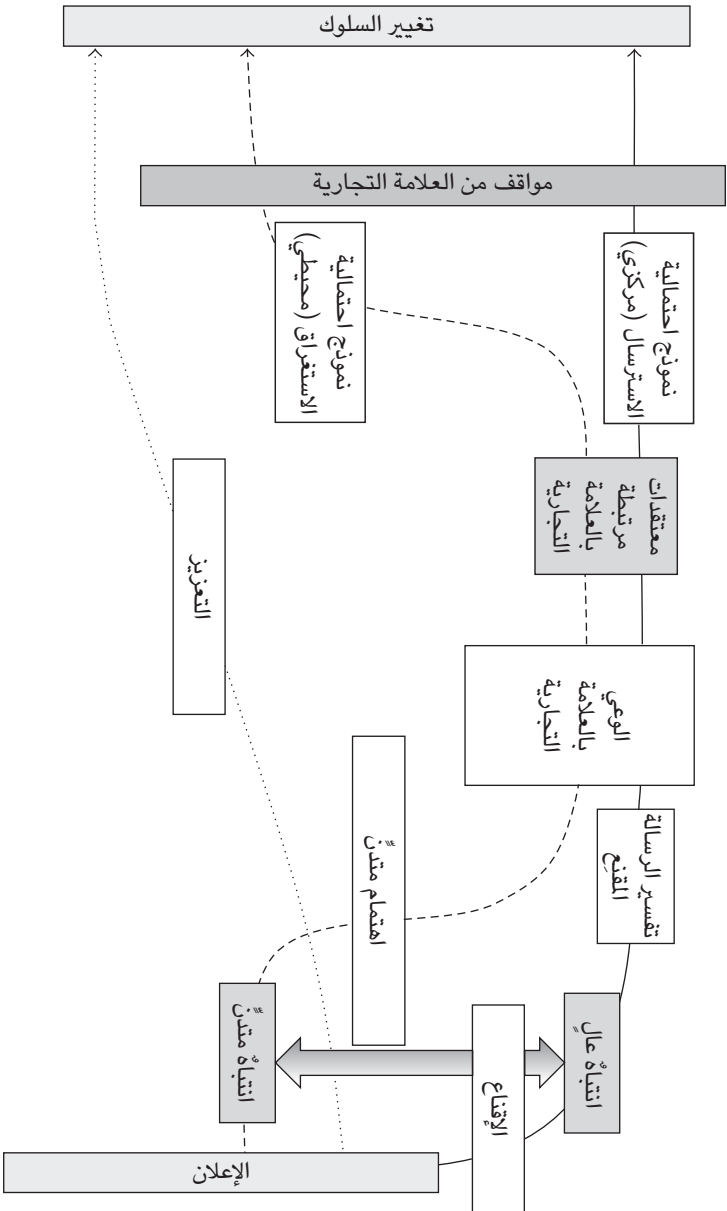 تغيير السلوك
مواقف من العلامة التجارية
نموذج احتمالية
الاسترسال (مركزي)
نموذج احتمالية
الاستغراق (محيطي)
معتقدات
مرتبطة
بالعلامة
التجارية
التعزيز
الوعي
بالعلامة
التجارية
اهتمام متدنٍّ
تفسير الرسالة
المقنِع
انتباهٌ عالٍ
انتباهٌ متدنٍّ
الإقناع
الإعلان